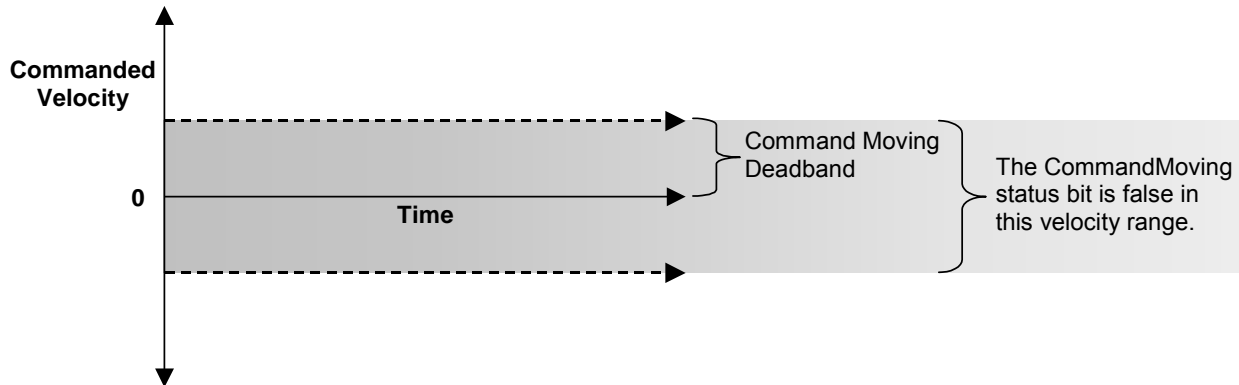 Commanded
Velocity
Command Moving
Deadband
The CommandMoving
status bit is false in
this velocity range.
0
Time